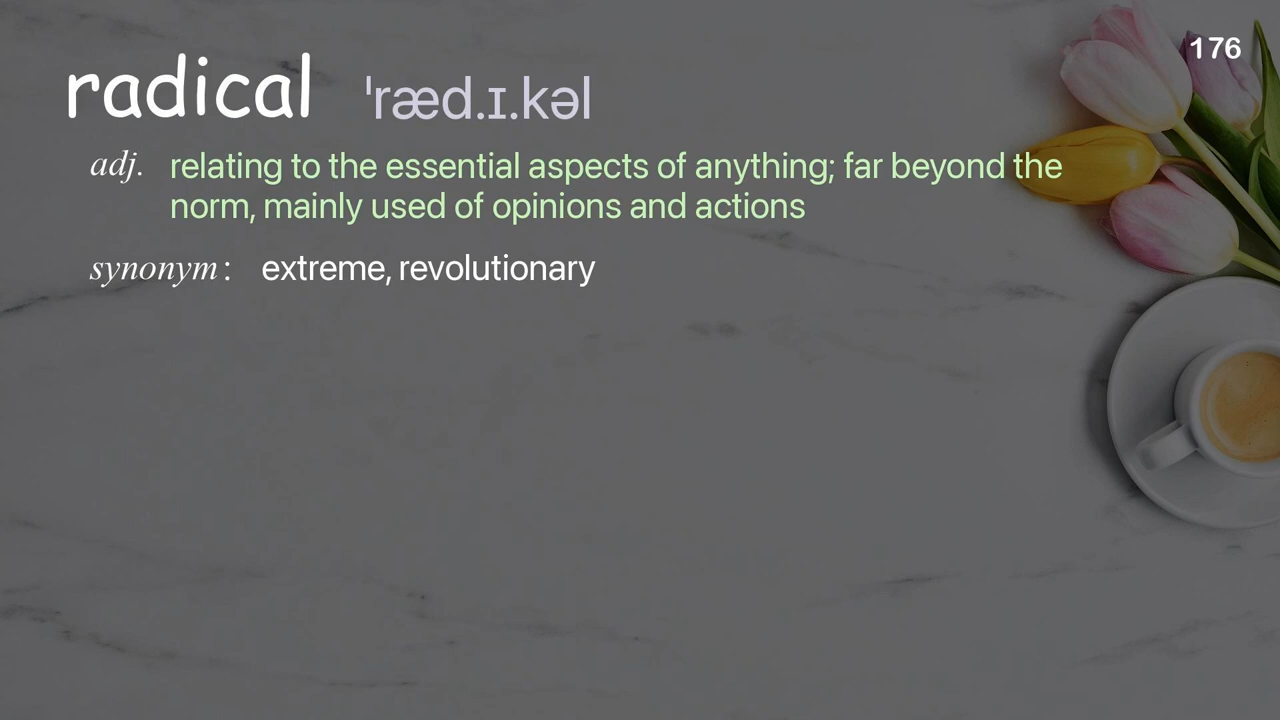 176
radical ˈræd.ɪ.kəl
adj. relating to the essential aspects of anything; far beyond the
norm, mainly used of opinions and actions
synonym: extreme, revolutionary